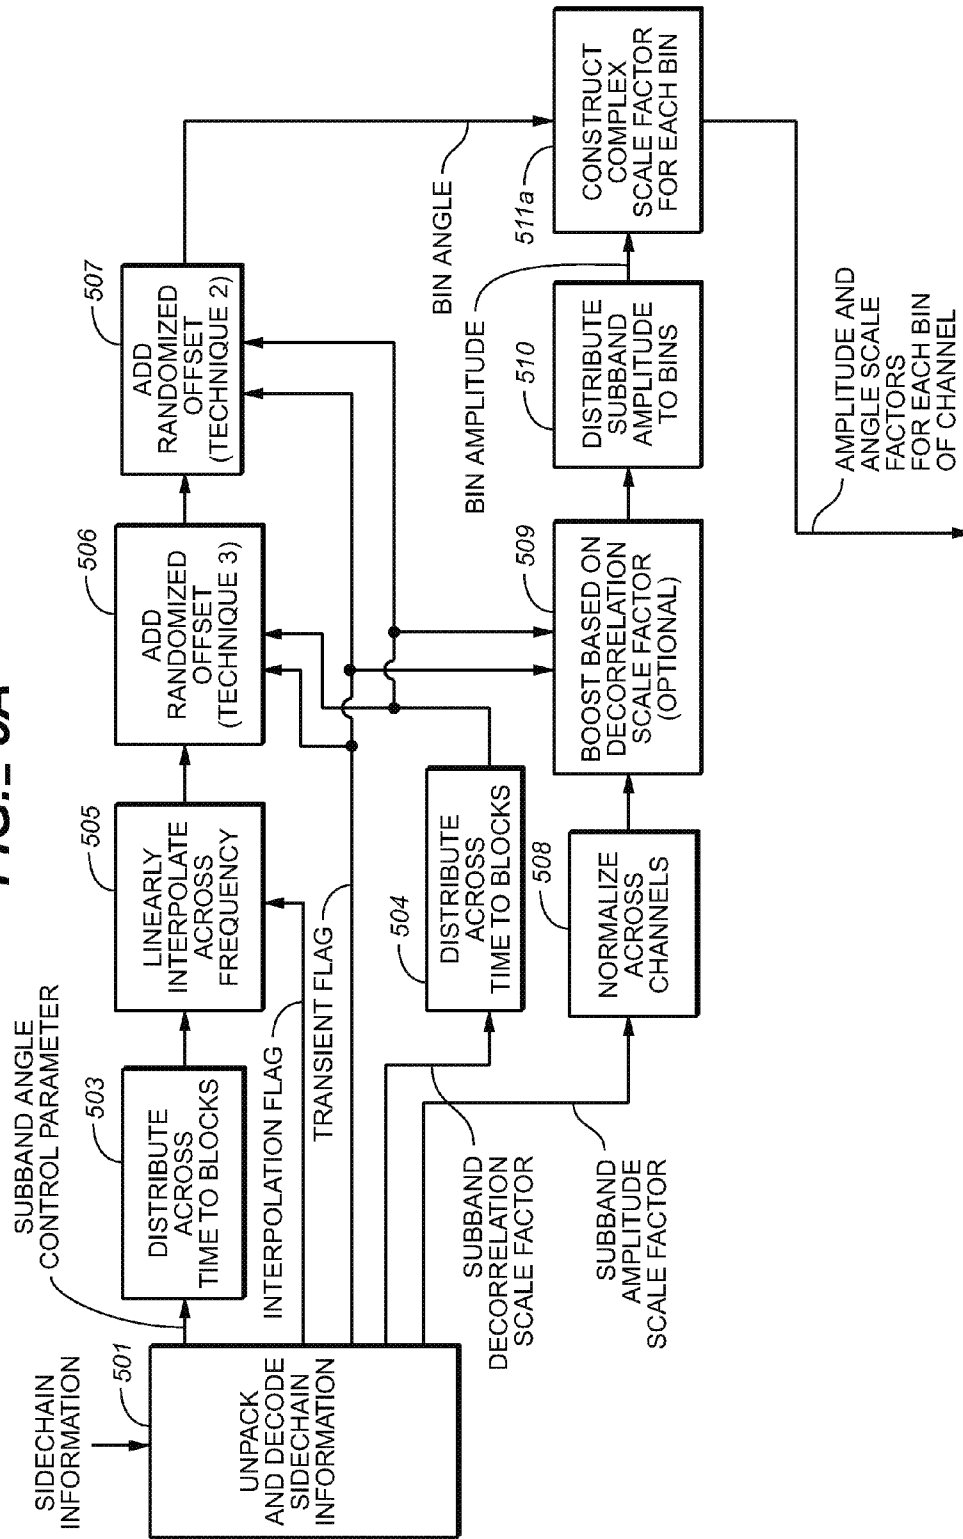 SIDECHAIN
INFORMATION
501
UNPACK
AND DECODE
SIDECHAIN
INFORMATION
SUBBAND ANGLE
CONTROL PARAMETER
503
DISTRIBUTE
ACROSS
TIME TO BLOCKS
505
LINEARLY
INTERPOLATE
ACROSS
FREQUENCY
506
ADD
RANDOMIZED
OFFSET
(TECHNIQUE 3)
507
ADD
RANDOMIZED
OFFSET
(TECHNIQUE 2)
INTERPOLATION FLAG
TRANSIENT FLAG
SUBBAND
DECORRELATION
SCALE FACTOR
504
DISTRIBUTE
ACROSS
TIME TO BLOCKS
SUBBAND
AMPLITUDE
SCALE FACTOR
508
NORMALIZE
ACROSS
CHANNELS
509
BOOST BASED ON
DECORRELATION
SCALE FACTOR
(OPTIONAL)
510
DISTRIBUTE
SUBBAND
AMPLITUDE
TO BINS
BIN AMPLITUDE
BIN ANGLE
511a
CONSTRUCT
COMPLEX
SCALE FACTOR
FOR EACH BIN
AMPLITUDE AND
ANGLE SCALE
FACTORS
FOR EACH BIN
OF CHANNEL